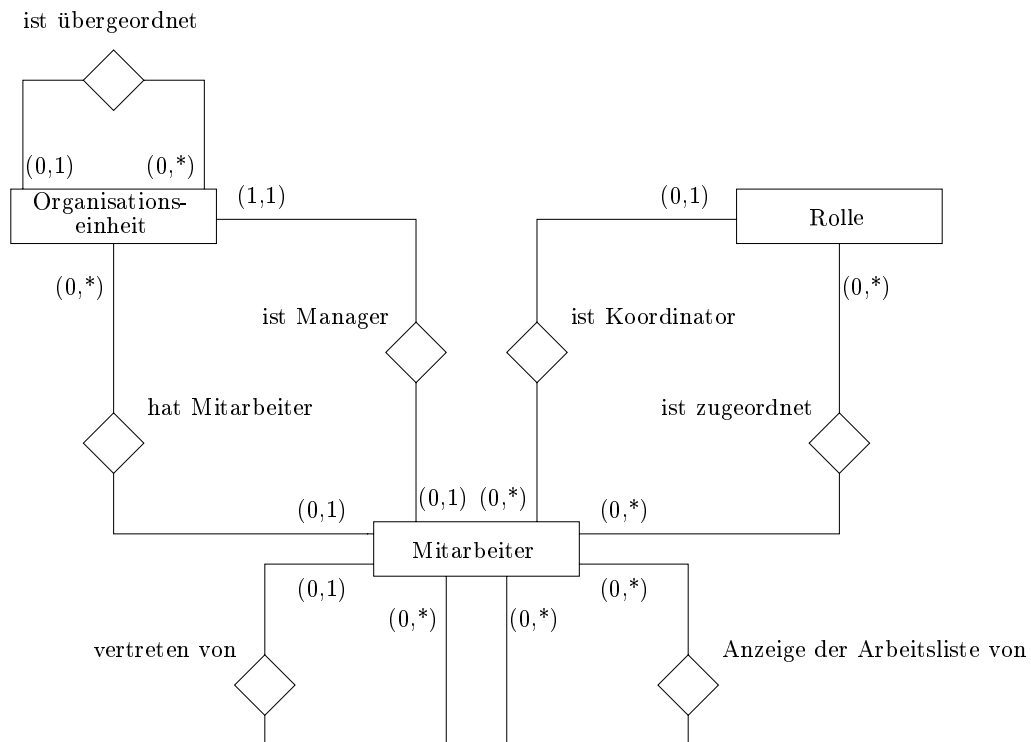 ist übergeordnet
(0,1)
(0,*)
Organisations-
einheit
(1,1)
(0,1)
Rolle
(0,*)
(0,*)
ist Manager
ist Koordinator
hat Mitarbeiter
ist zugeordnet
(0,1)
(0,*)
(0,1)
(0,*)
Mitarbeiter
(0,1)
(0,*)
(0,*)
(0,*)
vertreten von
Anzeige der Arbeitsliste von